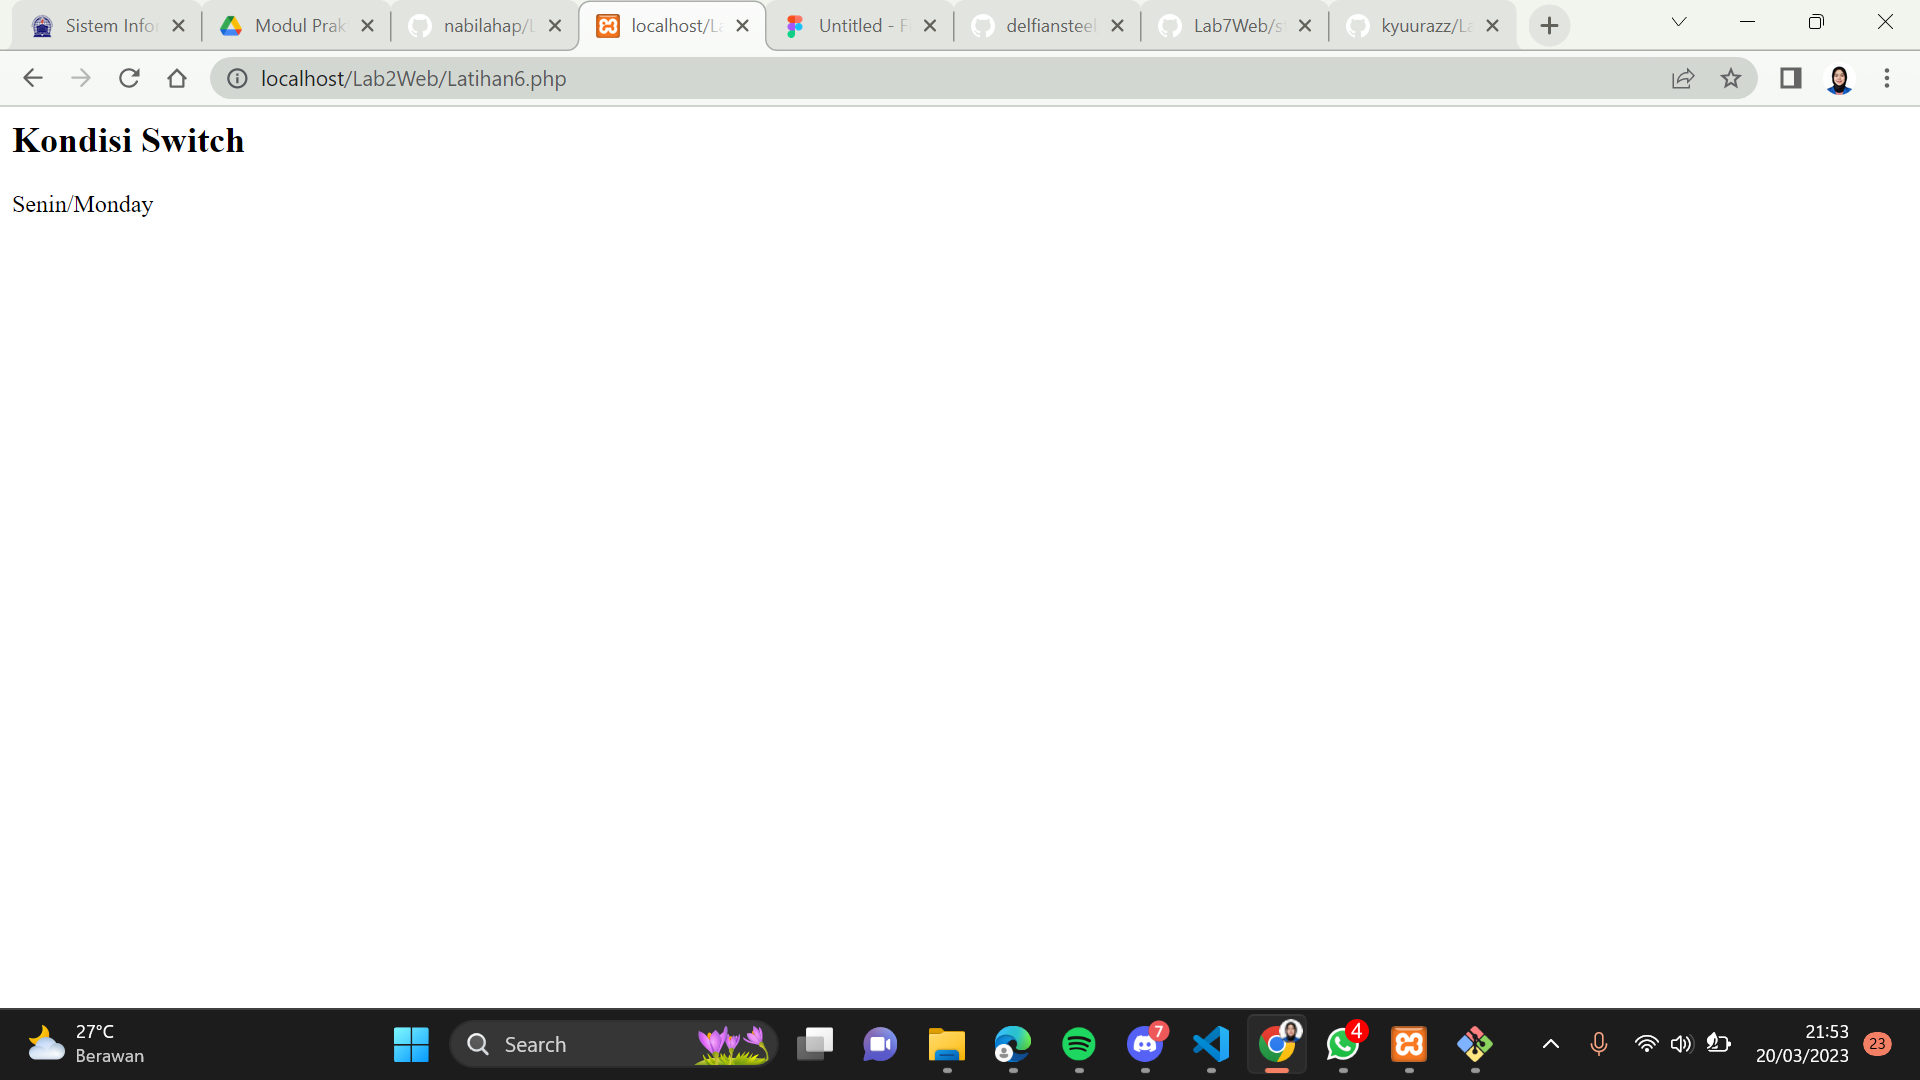 Sistem Infor
Modul Prak
nabilahap/L
localhost/La
Untitled - Fi
delfiansteel
Lab7Web/s
kyuurazz/La
localhost/Lab2Web/Latihan6.php
Kondisi Switch
Senin/Monday
27°C
Berawan
Search
7
4
21:53
20/03/2023
23